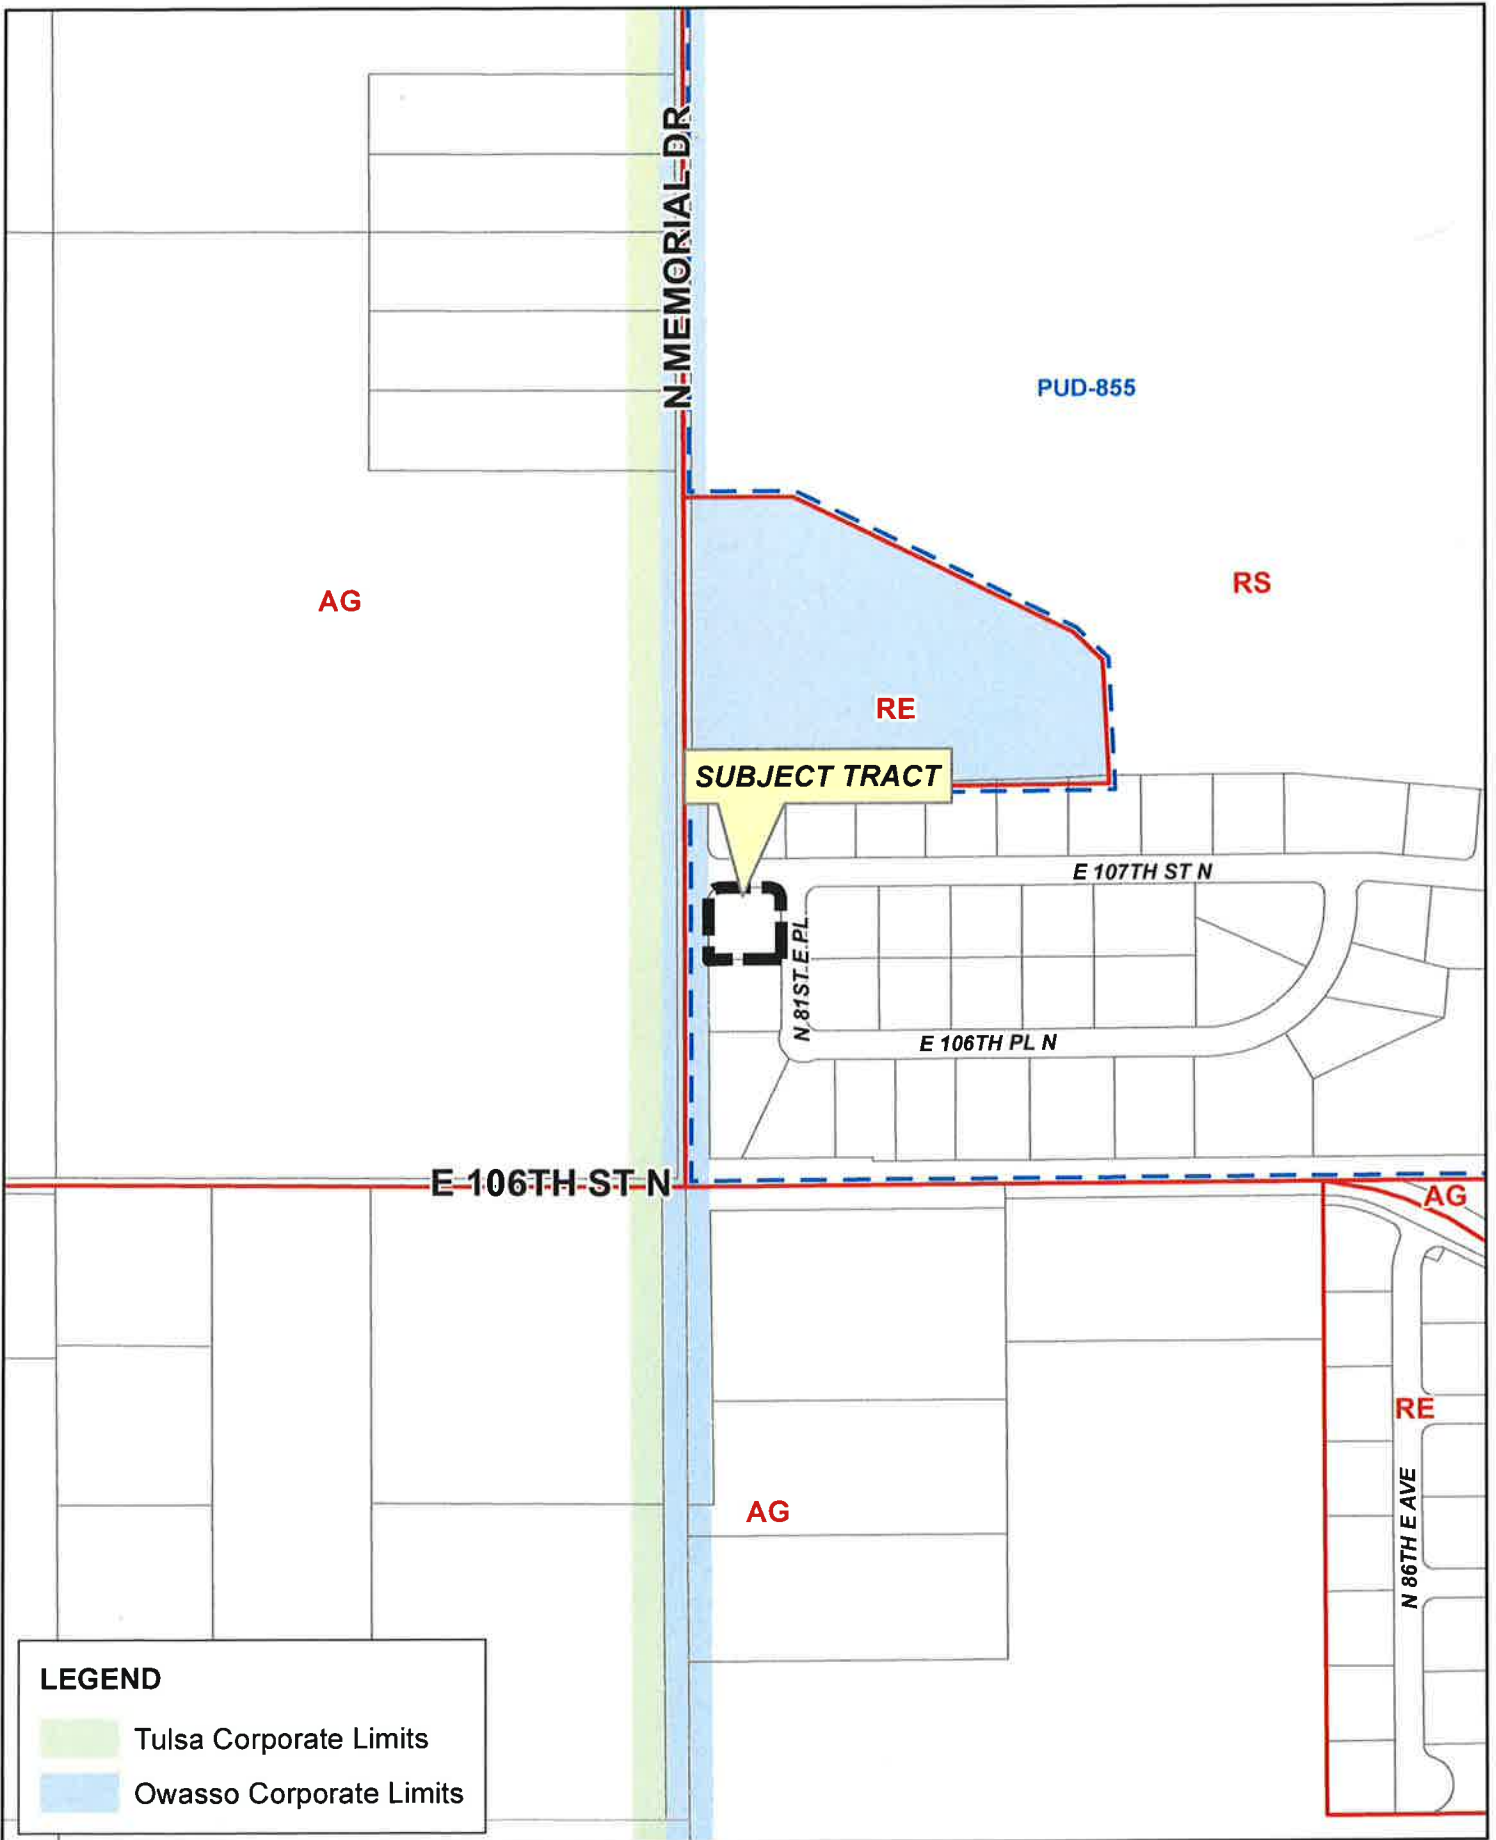 N MEMORIAL DR
PUD-855
RS
AG
RE
SUBJECT TRACT
E 107TH ST N
N 81ST E PL
E 106TH PL N
E 106TH ST N
AG
RE
N 86TH E AVE
AG
LEGEND
Tulsa Corporate Limits
Owasso Corporate Limits